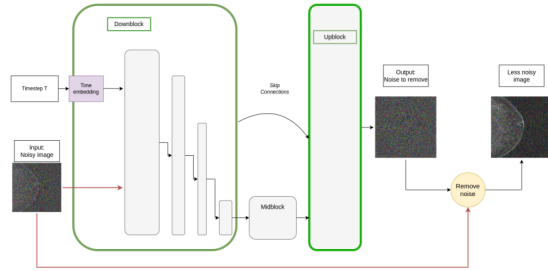 Downblock
Upblock
Timestep T
Time
embedding
Skip
Connections
Output:
Noise to remove
Less noisy
image
Input:
Noisy image
Midblock
Remove
noise